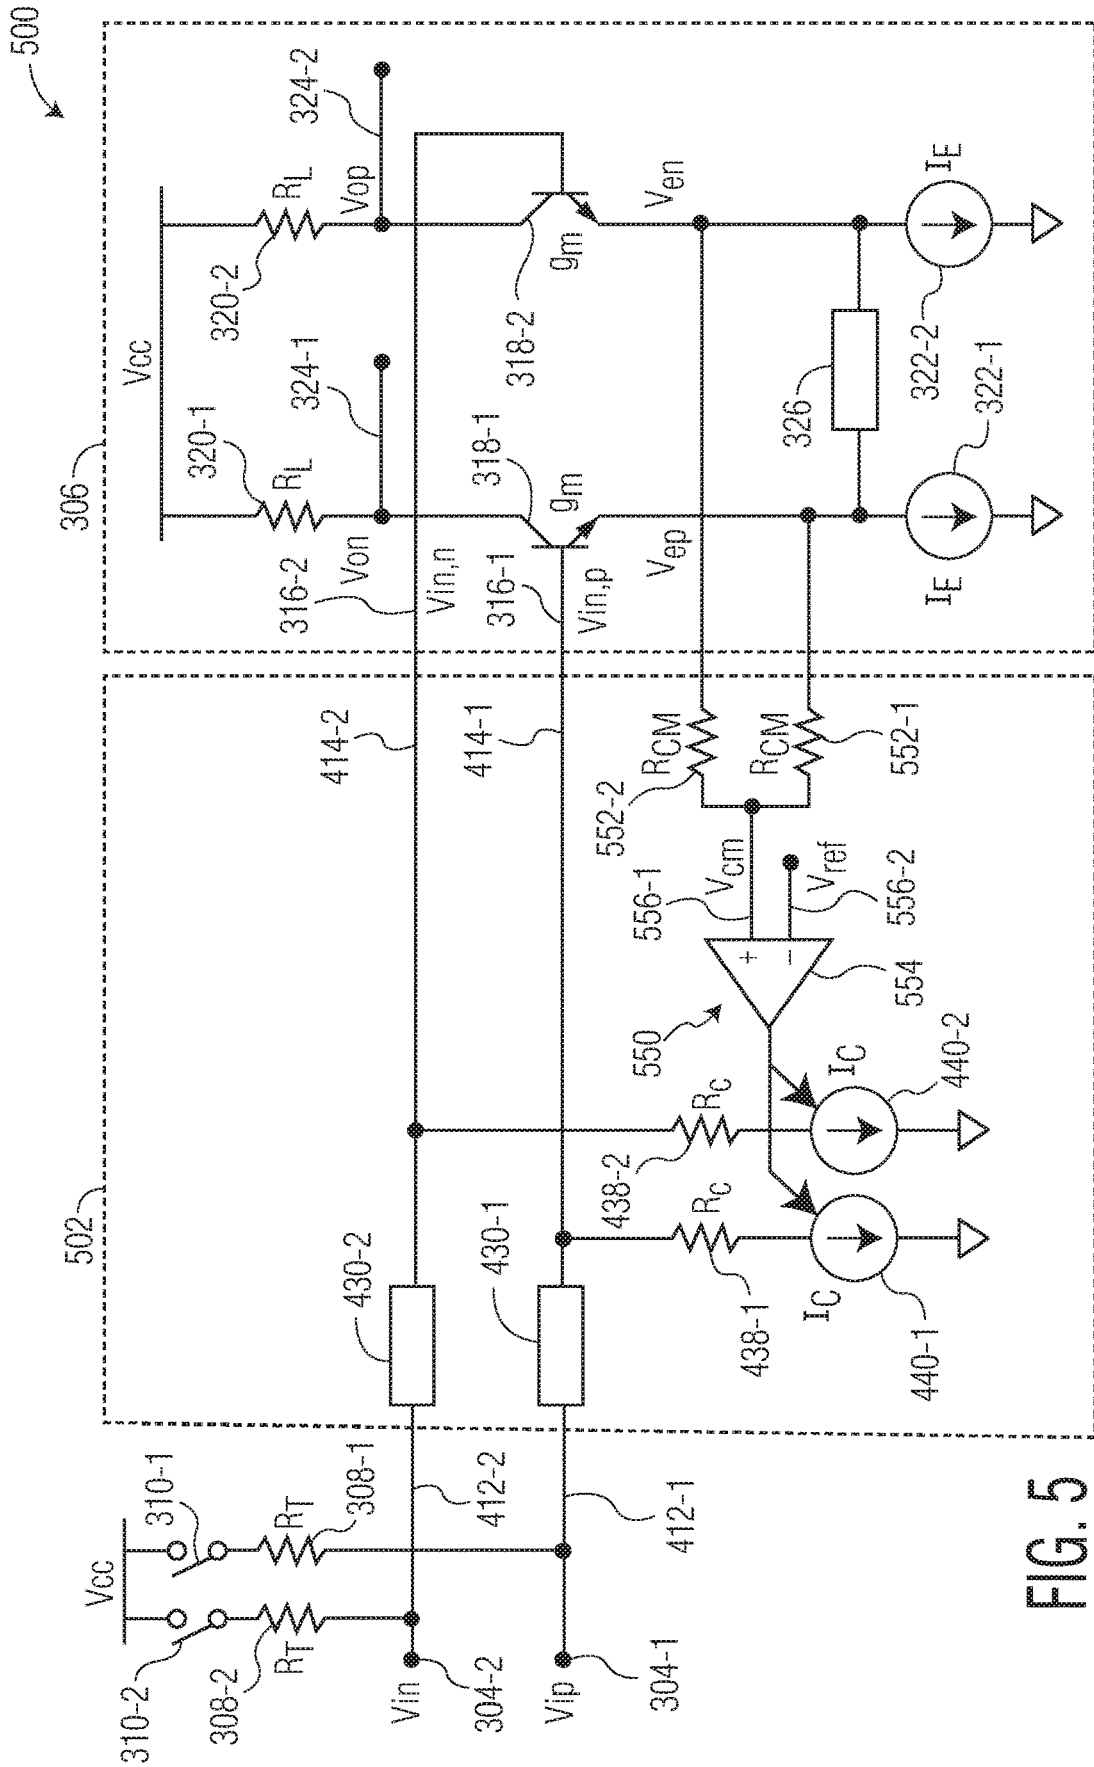 500
306
Vcc
320-1
RL
320-2
RL
324-1
324-2
Von
Vop
316-2
Vin,n
316-1
Vin,p
318-1
gm
318-2
gm
Vep
Ven
326
IE
322-1
322-2
IE
502
414-2
414-1
430-2
430-1
RCM
552-2
RCM
552-1
Vcm
556-1
Vref
556-2
+
−
554
550
RC
438-2
RC
438-1
IC
440-2
IC
440-1
Vcc
310-1
310-2
RT
308-1
RT
308-2
412-2
412-1
Vin
304-2
Vip
304-1
FIG. 5